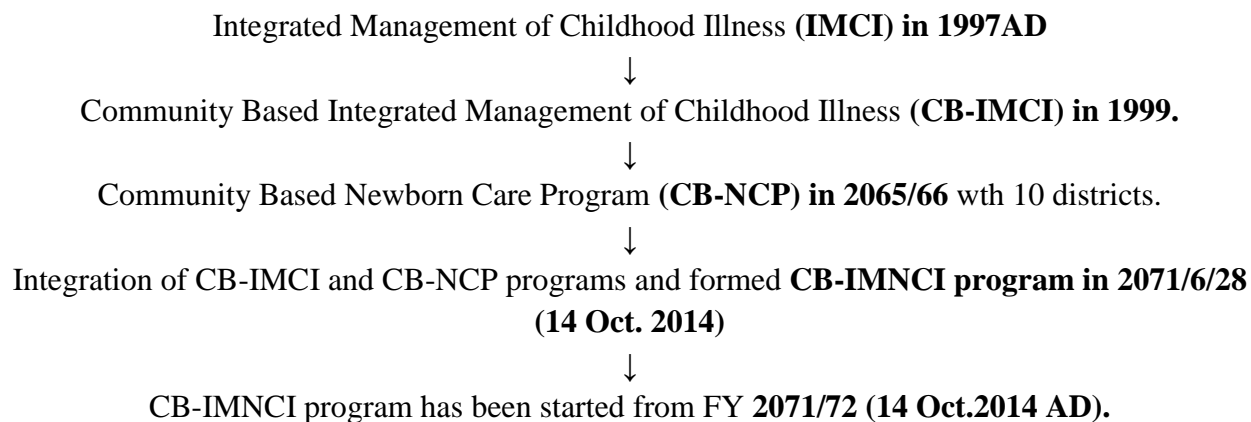 Integrated Management of Childhood Illness (IMCI) in 1997AD
↓
Community Based Integrated Management of Childhood Illness (CB-IMCI) in 1999.
↓
Community Based Newborn Care Program (CB-NCP) in 2065/66 wth 10 districts.
↓
Integration of CB-IMCI and CB-NCP programs and formed CB-IMNCI program in 2071/6/28
(14 Oct. 2014)
↓
CB-IMNCI program has been started from FY 2071/72 (14 Oct.2014 AD).